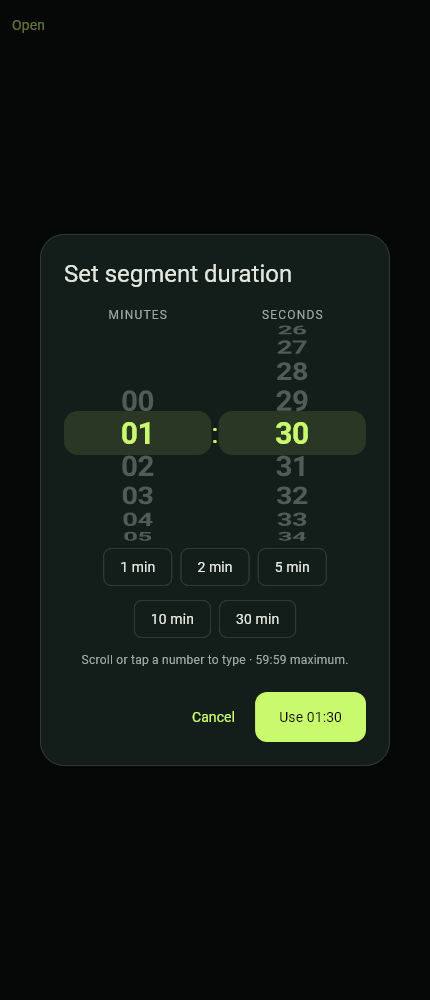 Open
Set segment duration
MINUTES SECONDS
26
27
28
00 29
01 : 30
02 31
03 32
04 33
05 34
1 min 2 min 5 min
10 min 30 min
Scroll or tap a number to type · 59:59 maximum.
Cancel Use 01:30